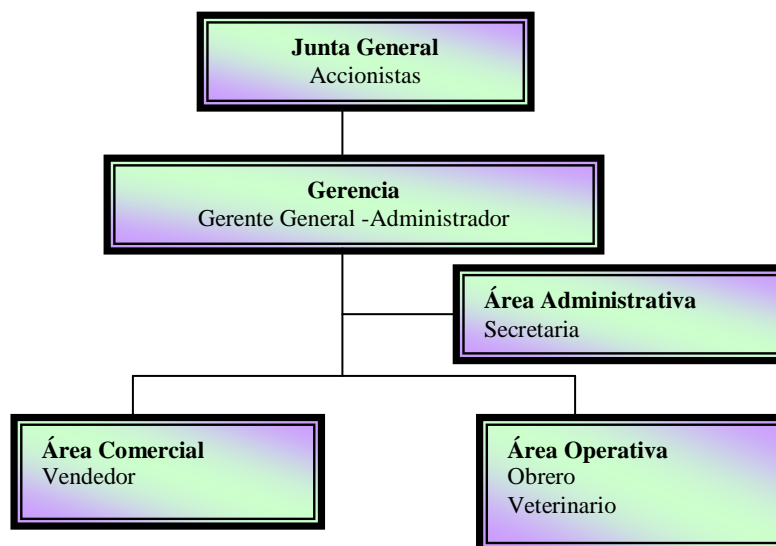 Junta General
Accionistas
Gerencia
Gerente General -Administrador
Área Administrativa
Secretaria
Área Comercial
Vendedor
Área Operativa
Obrero
Veterinario